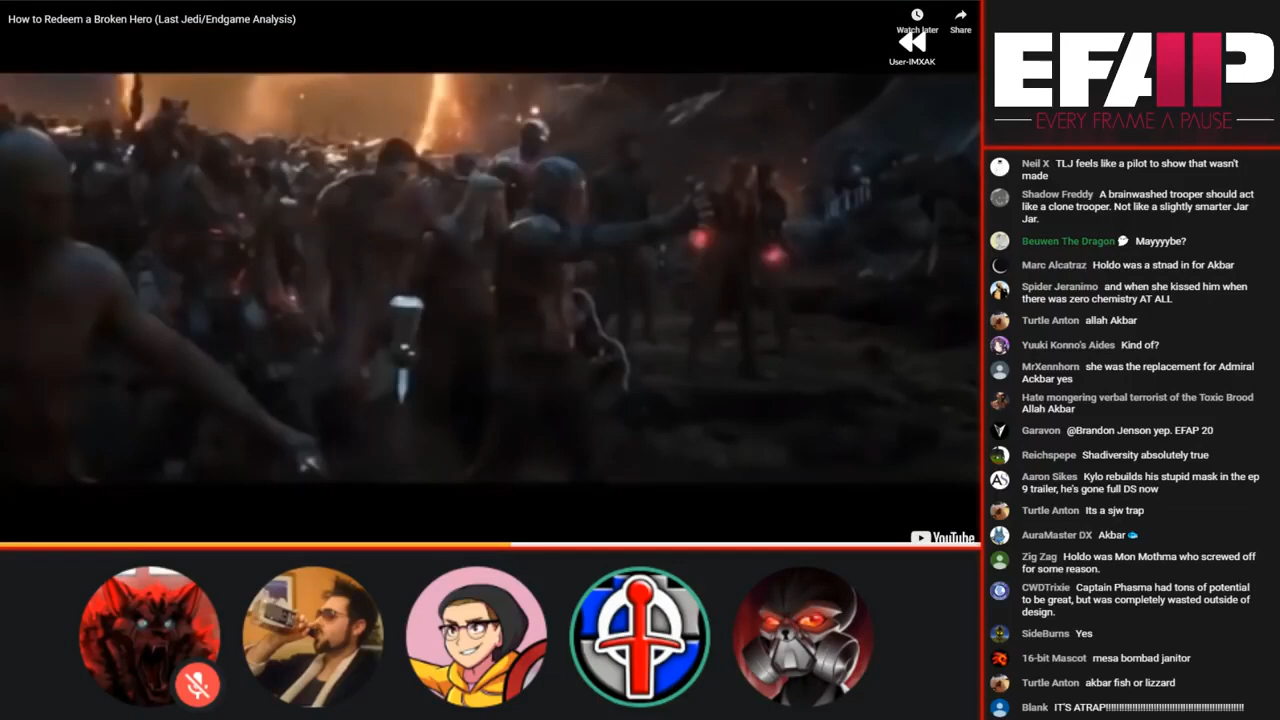 How to Redeem a Broken Hero (Last Jedi/Endgame Analysis)
Watch later
Share
User-IMXAK
YouTube
EFAP
EVERY FRAME A PAUSE
Neil X TLJ feels like a pilot to show that wasn't
made
Shadow Freddy A brainwashed trooper should act
like a clone trooper. Not like a slightly smarter Jar
Jar.
Beuwen The Dragon Mayyyybe?
Marc Alcatraz Holdo was a stnad in for Akbar
Spider Jeranimo and when she kissed him when
there was zero chemistry AT ALL
Turtle Anton allah Akbar
Yuuki Konno's Aides Kind of?
MrXennhorn she was the replacement for Admiral
Ackbar yes
Hate mongering verbal terrorist of the Toxic Brood
Allah Akbar
Garavon @Brandon Jenson yep. EFAP 20
Reichspepe Shadiversity absolutely true
Aaron Sikes Kylo rebuilds his stupid mask in the ep
9 trailer, he's gone full DS now
Turtle Anton Its a sjw trap
AuraMaster DX Akbar
Zig Zag Holdo was Mon Mothma who screwed off
for some reason.
CWDTrixie Captain Phasma had tons of potential
to be great, but was completely wasted outside of
design.
SideBurns Yes
16-bit Mascot mesa bombad janitor
Turtle Anton akbar fish or lizzard
Blank IT'S ATRAP!!!!!!!!!!!!!!!!!!!!!!!!!!!!!!!!!!!!!!!!!!!!!!!!
AS